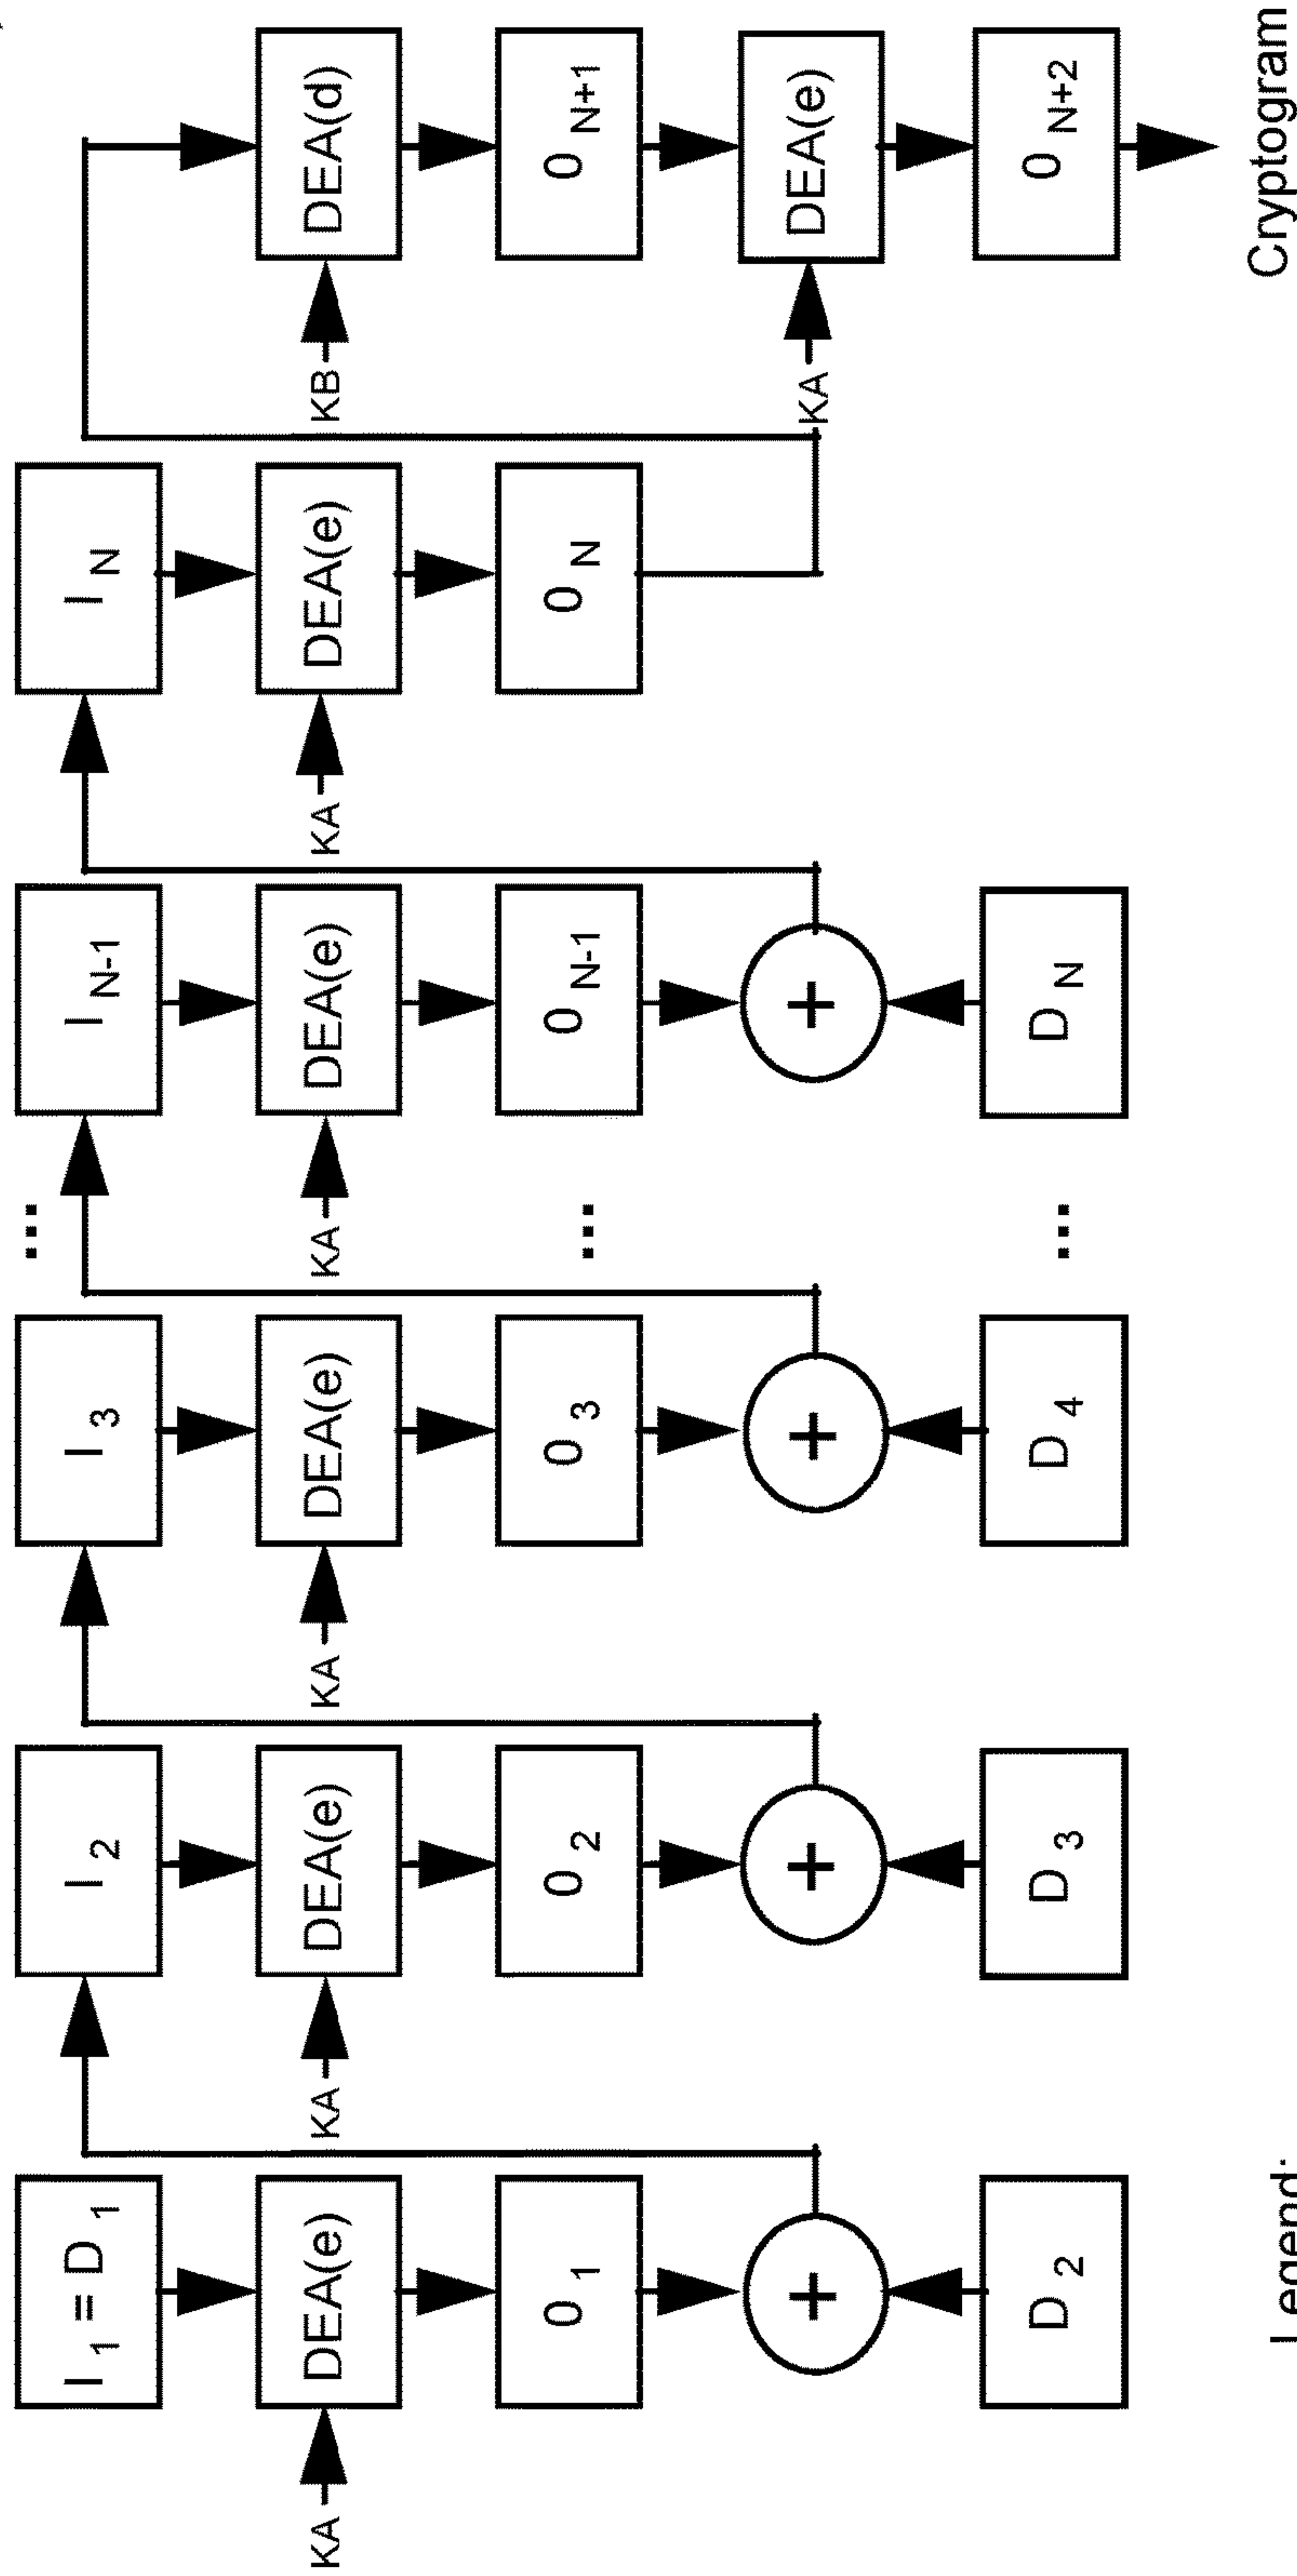 I 1 = D 1
I 2
I 3
...
I N-1
I N
KA
DEA(e)
KA
DEA(e)
KA
DEA(e)
KA
DEA(e)
KA
DEA(e)
KB
DEA(d)
0 1
0 2
0 3
...
0 N-1
0 N
0 N+1
+
+
+
+
KA
DEA(e)
D 2
D 3
D 4
...
D N
0 N+2
Cryptogram
Legend: